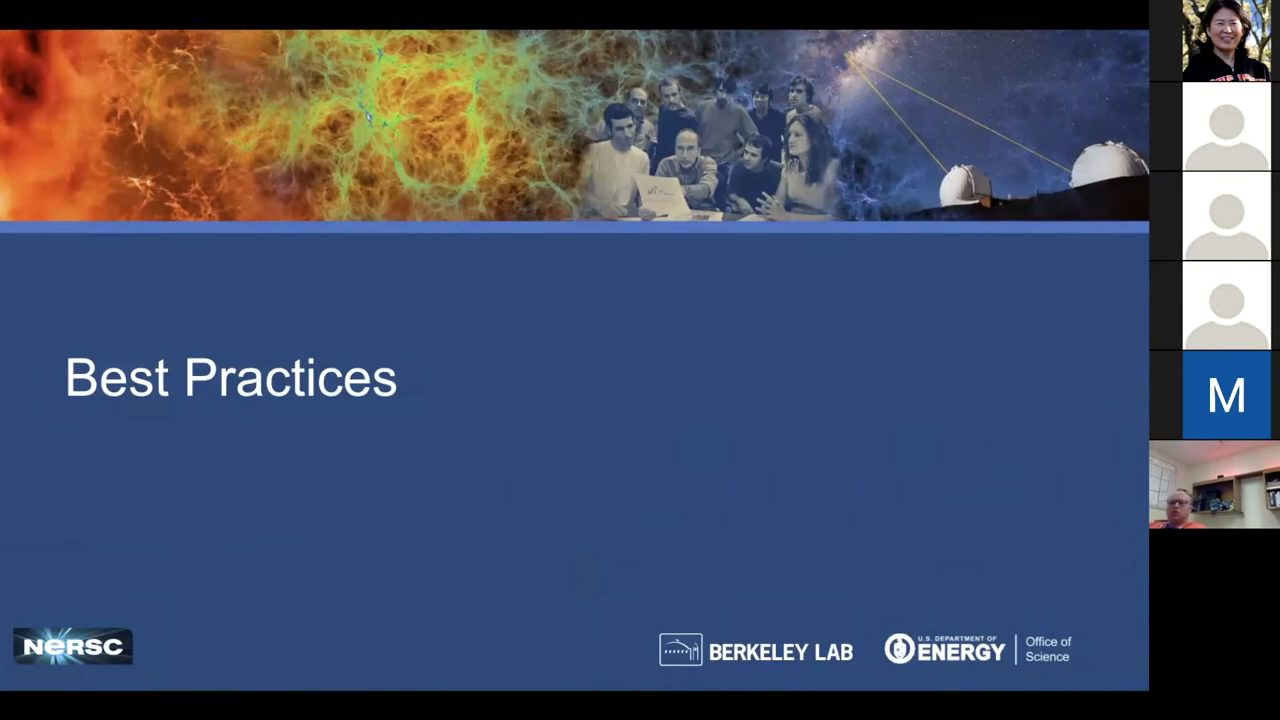 Best Practices
M
NERSC
BERKELEY LAB
U.S. DEPARTMENT OF
ENERGY
Office of
Science